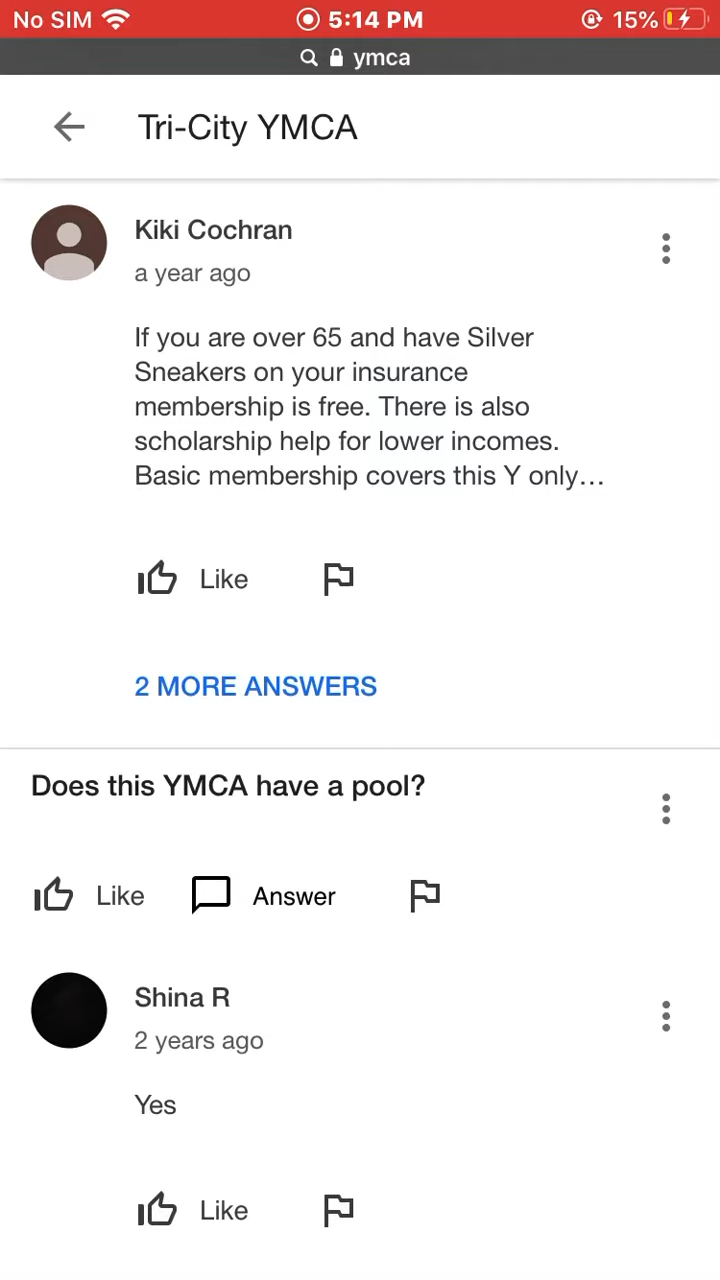 No SIM 5:14 PM 15%
ymca
Tri-City YMCA
Kiki Cochran
a year ago
If you are over 65 and have Silver
Sneakers on your insurance
membership is free. There is also
scholarship help for lower incomes.
Basic membership covers this Y only...
Like
2 MORE ANSWERS
Does this YMCA have a pool?
Like Answer
Shina R
2 years ago
Yes
Like